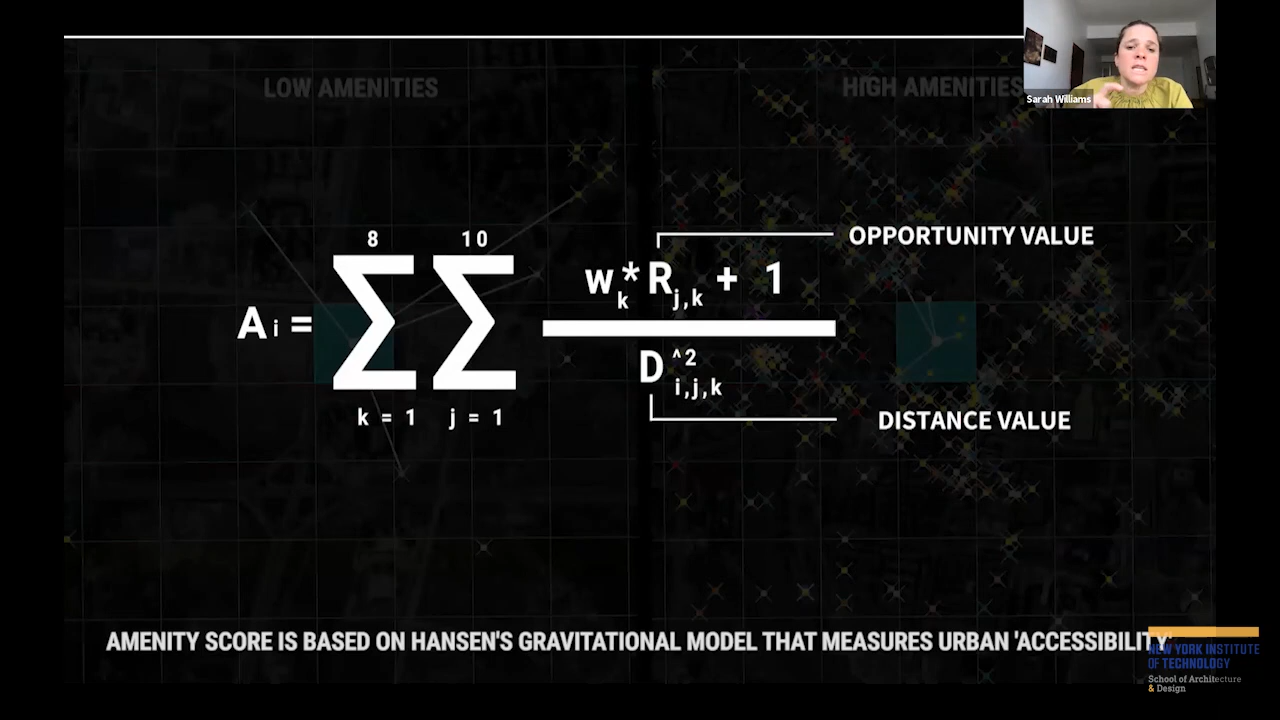 LOW AMENITIES
HIGH AMENITIES
Sarah Williams
8 10
A i = Σ Σ
w k * R j,k + 1
D ^2 i,j,k
k = 1 j = 1
OPPORTUNITY VALUE
DISTANCE VALUE
AMENITY SCORE IS BASED ON HANSEN'S GRAVITATIONAL MODEL THAT MEASURES URBAN 'ACCESSIBILITY'
NEW YORK INSTITUTE
OF TECHNOLOGY
School of Architecture
& Design